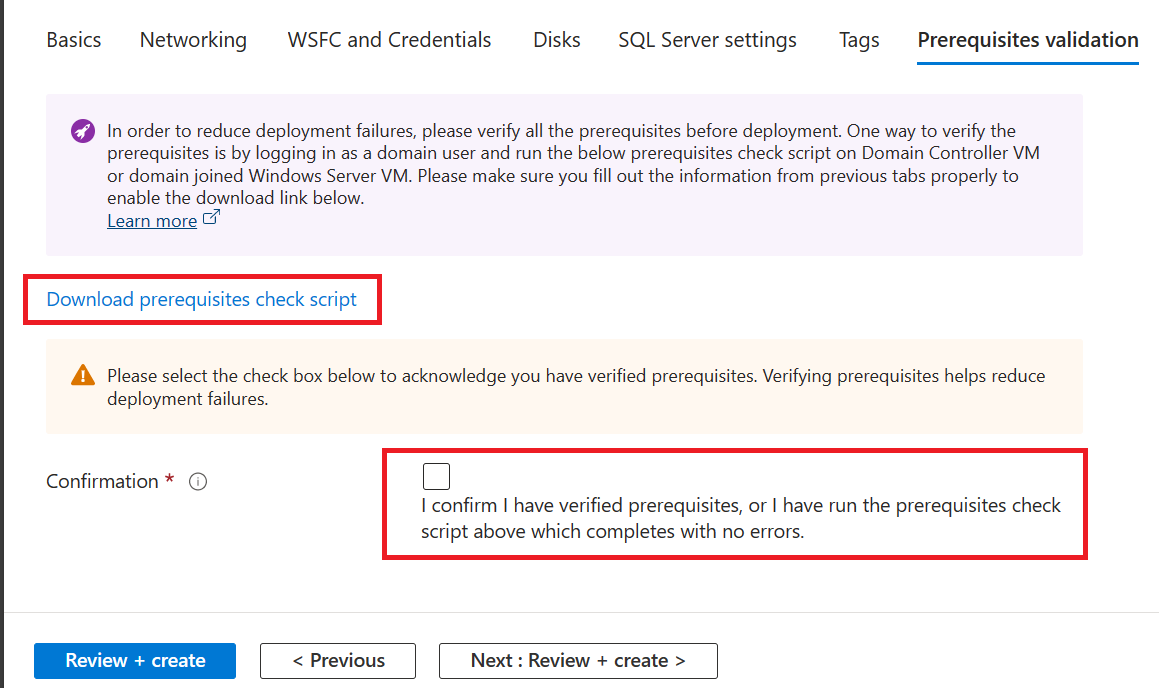 Basics Networking WSFC and Credentials Disks SQL Server settings Tags Prerequisites validation
In order to reduce deployment failures, please verify all the prerequisites before deployment. One way to verify the
prerequisites is by logging in as a domain user and run the below prerequisites check script on Domain Controller VM
or domain joined Windows Server VM. Please make sure you fill out the information from previous tabs properly to
enable the download link below.
Learn more
Download prerequisites check script
Please select the check box below to acknowledge you have verified prerequisites. Verifying prerequisites helps reduce
deployment failures.
Confirmation *
I confirm I have verified prerequisites, or I have run the prerequisites check
script above which completes with no errors.
Review + create < Previous Next : Review + create >